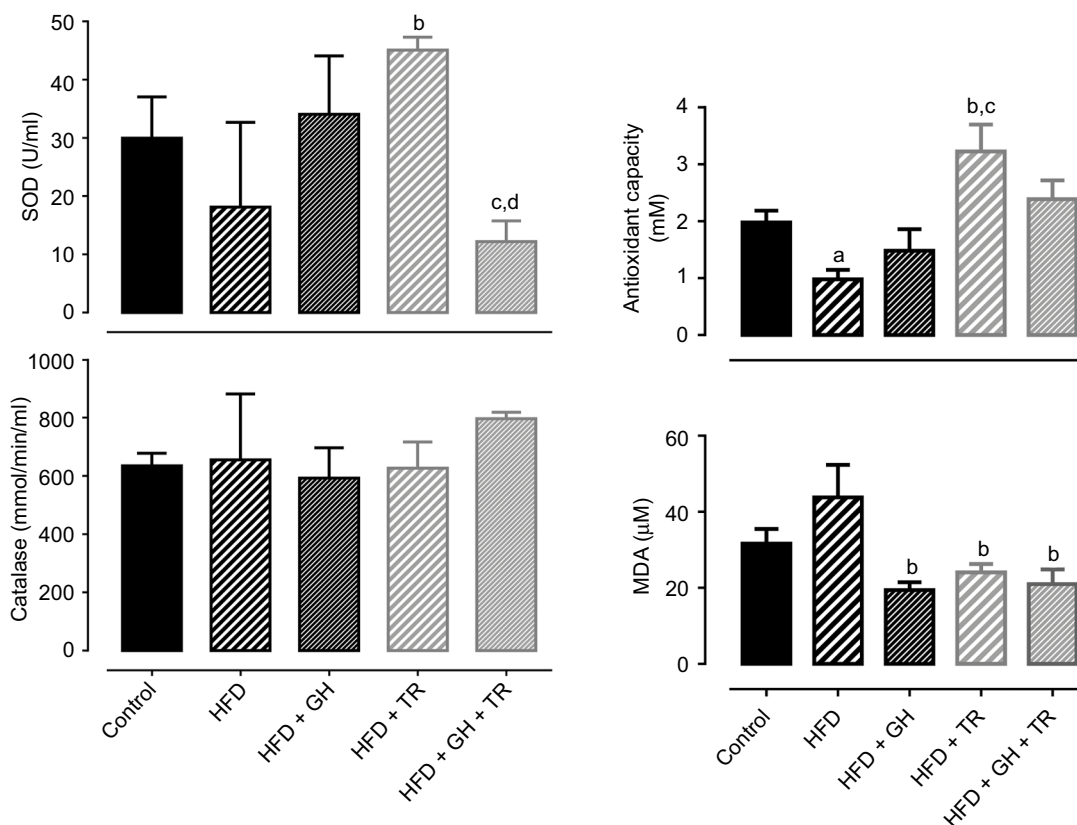 50
40
30
20
10
0
SOD (U/ml)
b
c,d
1000
800
600
400
200
0
Catalase (mmol/min/ml)
Control
HFD
HFD + GH
HFD + TR
HFD + GH + TR
4
3
2
1
0
Antioxidant capacity
(mM)
a
b,c
60
40
20
0
MDA (μM)
b
b
b
Control
HFD
HFD + GH
HFD + TR
HFD + GH + TR